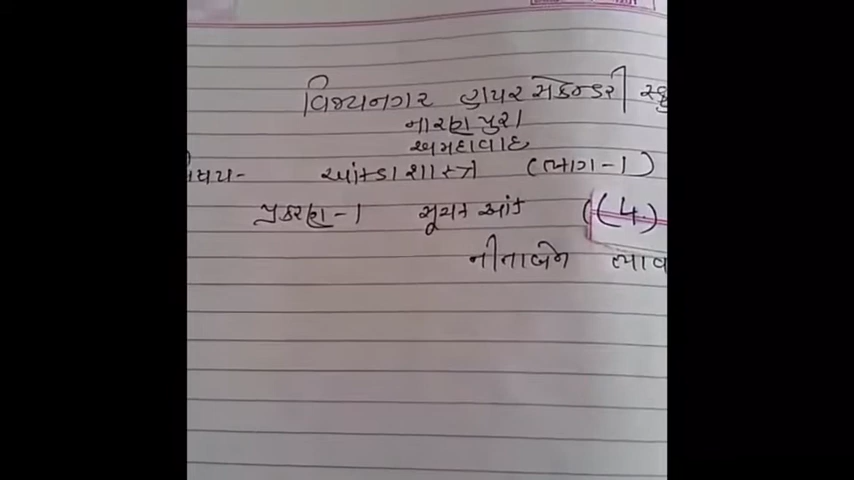 વિજયનગર હાયર સેકન્ડરી સ્કુ
નારણપુરા
અમદાવાદ
વિષય- આંકડાશાસ્ત્ર (ભાગ-1)
પ્રકરણ-1 સૂચક આંક (4)
નીતાબેન ભાવ